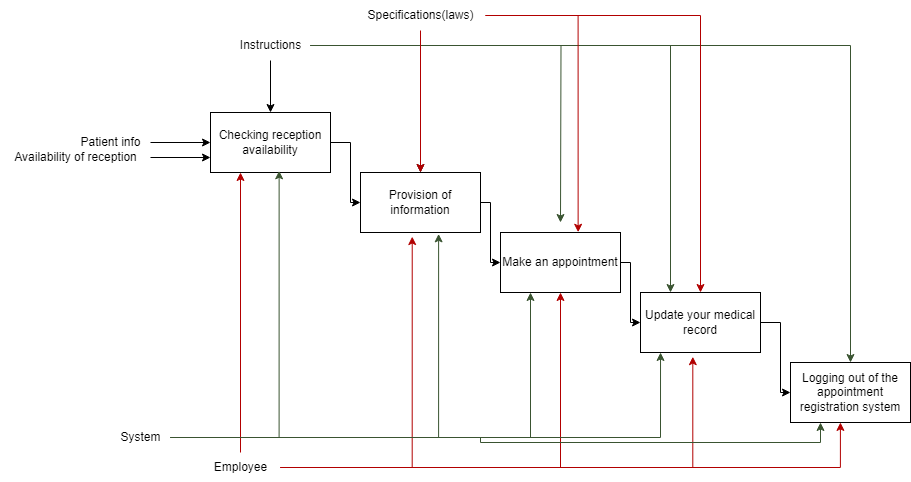 Specifications(laws)
Instructions
Checking reception
availability
Patient info
Availability of reception
Provision of
information
Make an appointment
Update your medical
record
Logging out of the
appointment
registration system
System
Employee